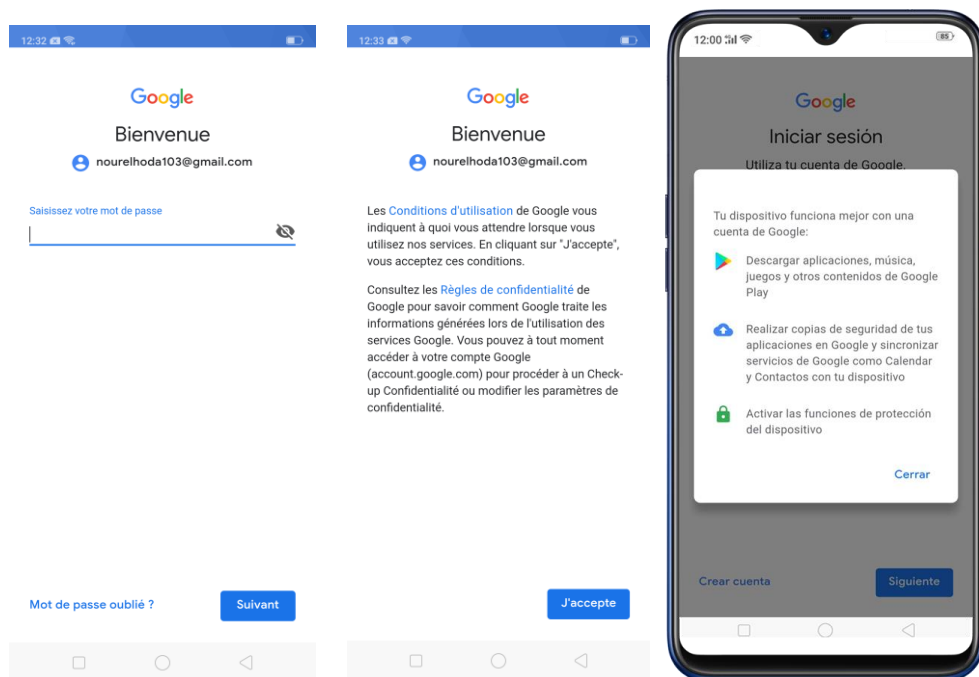 12:32
Google
Bienvenue
nourelhoda103@gmail.com
Saisissez votre mot de passe
Mot de passe oublié ?
Suivant
12:33
Google
Bienvenue
nourelhoda103@gmail.com
Les Conditions d'utilisation de Google vous
indiquent à quoi vous attendre lorsque vous
utilisez nos services. En cliquant sur "J'accepte",
vous acceptez ces conditions.
Consultez les Règles de confidentialité de
Google pour savoir comment Google traite les
informations générées lors de l'utilisation des
services Google. Vous pouvez à tout moment
accéder à votre compte Google
(account.google.com) pour procéder à un Check-
up Confidentialité ou modifier les paramètres de
confidentialité.
J'accepte
12:00
85
Google
Iniciar sesión
Utiliza tu cuenta de Google.
Tu dispositivo funciona mejor con una
cuenta de Google:
Descargar aplicaciones, música,
juegos y otros contenidos de Google
Play
Realizar copias de seguridad de tus
aplicaciones en Google y sincronizar
servicios de Google como Calendar
y Contactos con tu dispositivo
Activar las funciones de protección
del dispositivo
Cerrar
Crear cuenta
Siguiente